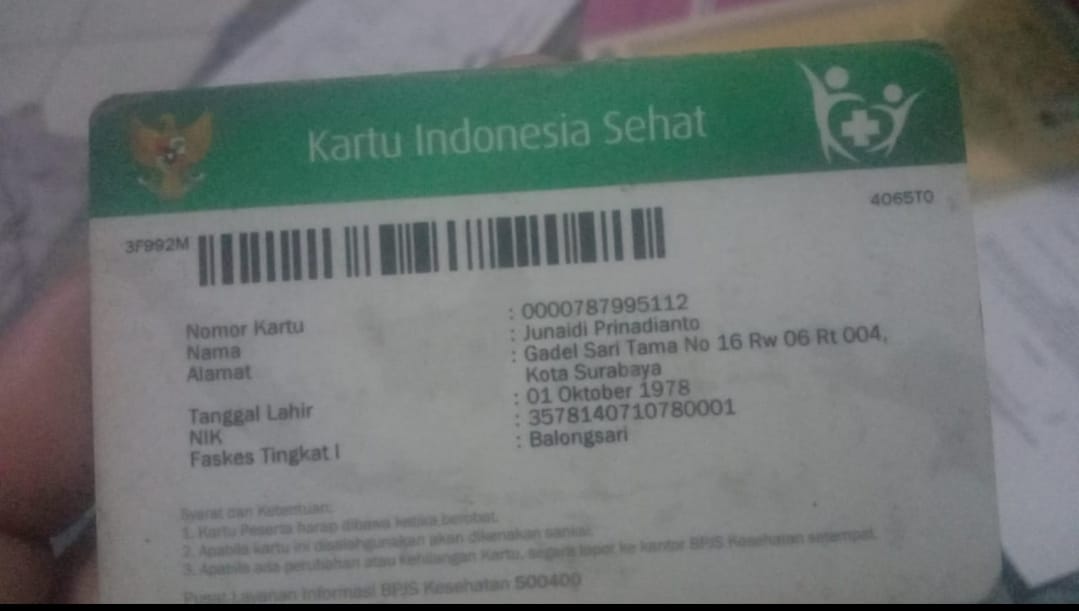 Kartu Indonesia Sehat
4065T0
3F992M
Nomor Kartu : 0000787995112
Nama : Junaidi Prinadianto
Alamat : Gadel Sari Tama No 16 Rw 06 Rt 004,
Kota Surabaya
Tanggal Lahir : 01 Oktober 1978
NIK : 3578140710780001
Faskes Tingkat I : Balongsari
Syarat dan Ketentuan:
1. Kartu Peserta harap dibawa ketika berobat.
2. Apabila kartu ini disalahgunakan akan dikenakan sanksi.
3. Apabila ada perubahan atau kehilangan Kartu, segera lapor ke kantor BPJS Kesehatan setempat.
Pusat Layanan Informasi BPJS Kesehatan 500400